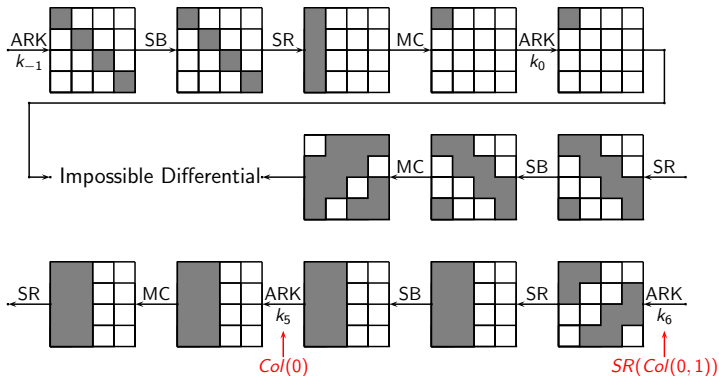 ARK SB SR MC ARK
k₋₁ k₀
Impossible Differential MC SB SR
SR MC ARK SB SR ARK
k₅ k₆
Col(0) SR(Col(0, 1))